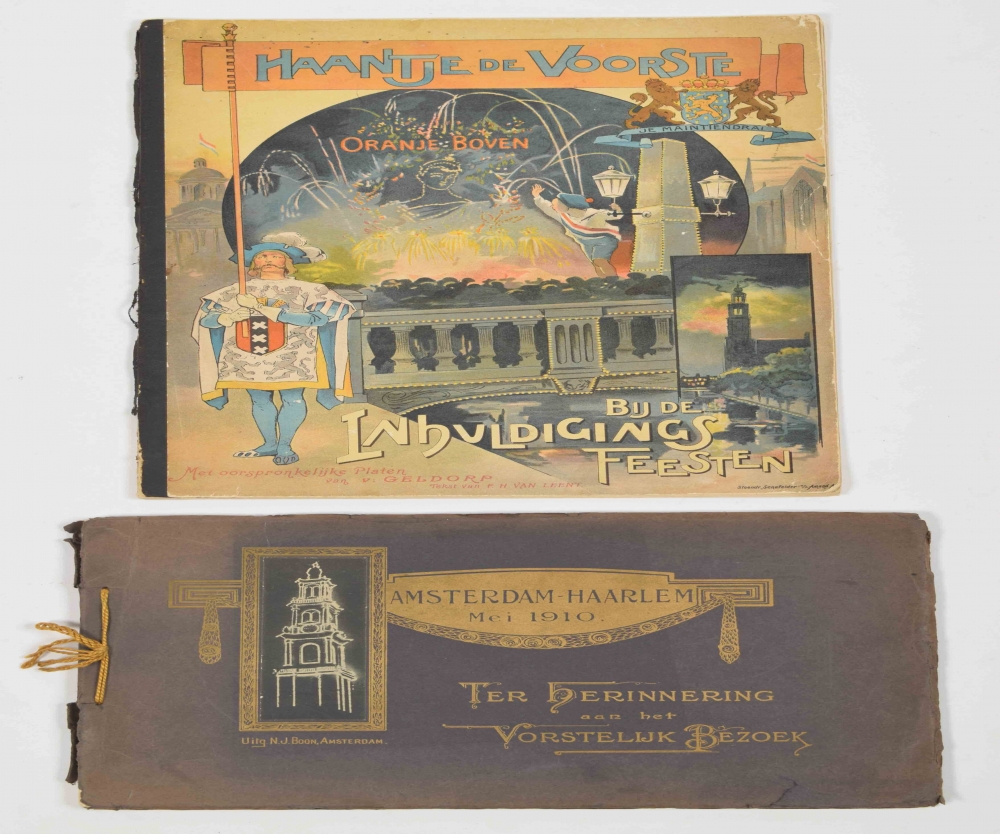 HAANTJE DE VOORSTE
JE MAINTIENDRAI
ORANJE BOVEN
BIJ DE
INHULDIGINGS
FEESTEN
Met oorspronkelijke Platen
van v. GELDORP.
Tekst van F. H. VAN LEENT.
AMSTERDAM-HAARLEM
Mei 1910.
TER HERINNERING
aan het
VORSTELIJK BEZOEK
Uitg N.J. BOON, AMSTERDAM.